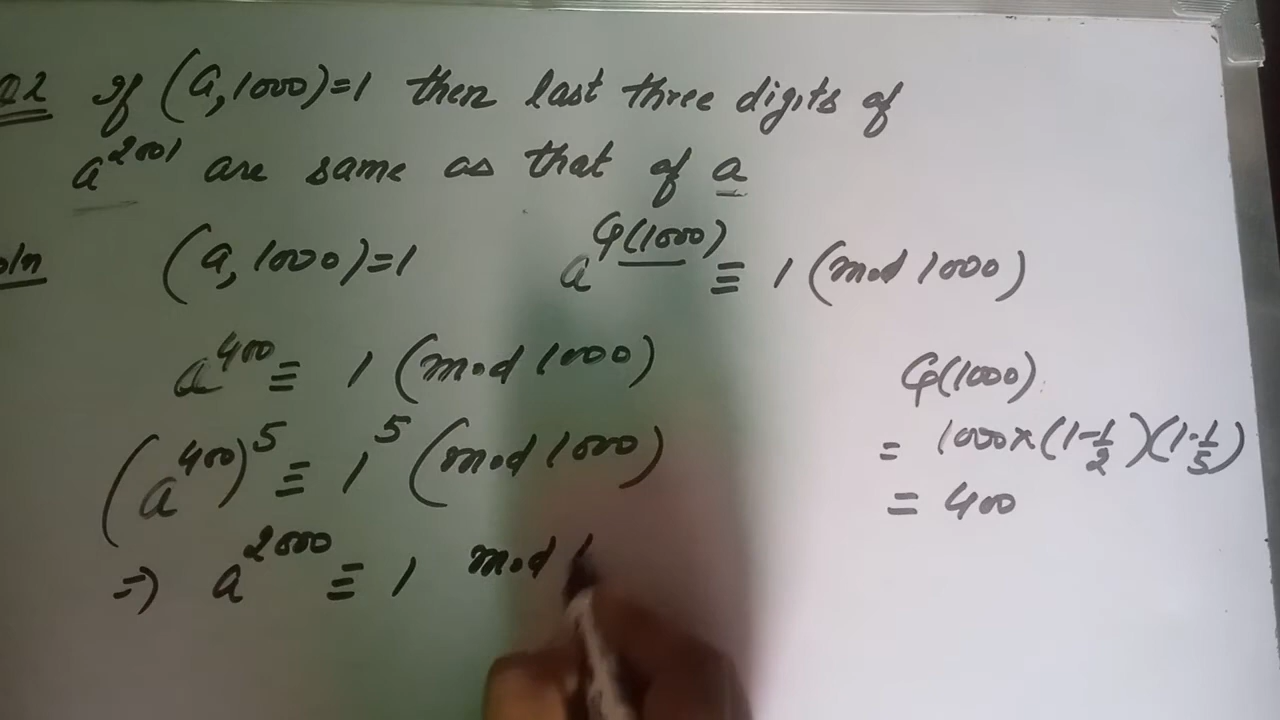 Q2 If (a,1000)=1 then last three digits of
a^2001 are same as that of a
oln (a,1000)=1 a^φ(1000) ≡ 1 (mod 1000)
a^400 ≡ 1 (mod 1000)
(a^400)^5 ≡ 1^5 (mod 1000)
⇒ a^2000 ≡ 1 mod 1
φ(1000)
= 1000×(1-1/2)(1-1/5)
= 400